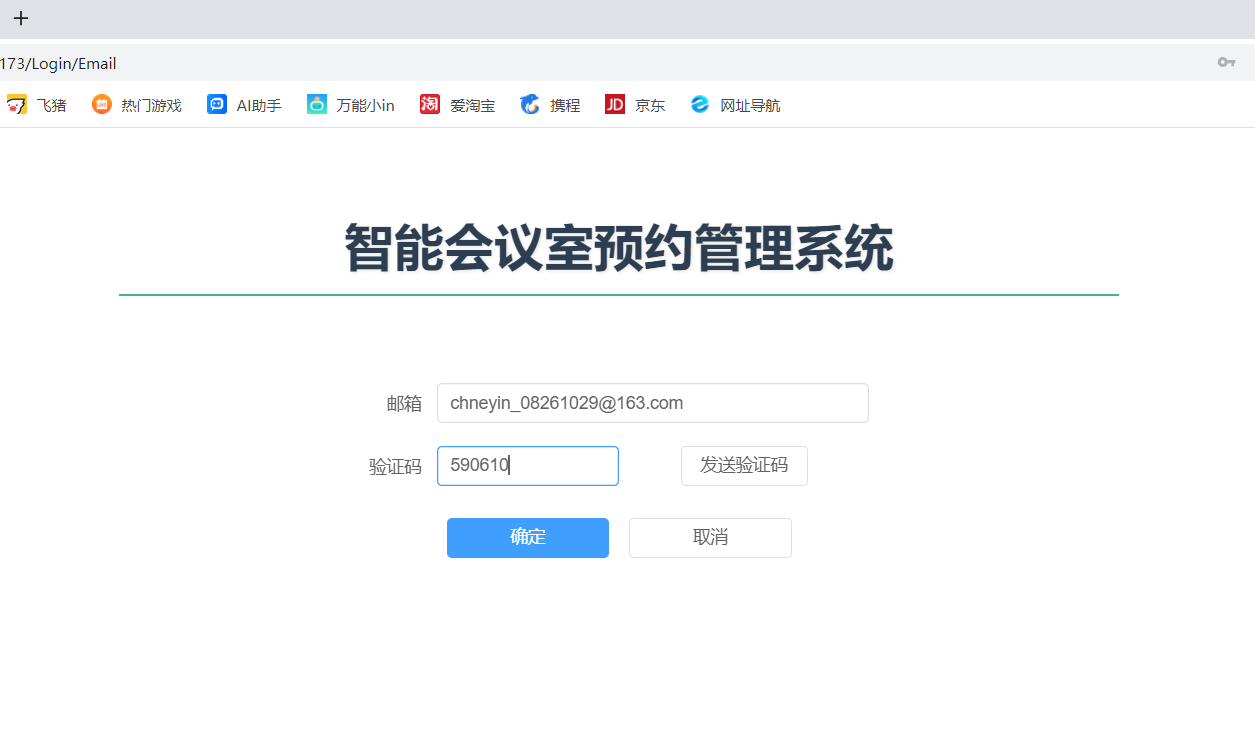 173/Login/Email
飞猪 热门游戏 AI助手 万能小in 淘 爱淘宝 携程 JD 京东 网址导航
智能会议室预约管理系统
邮箱 chneyin_08261029@163.com
验证码 590610 发送验证码
确定 取消